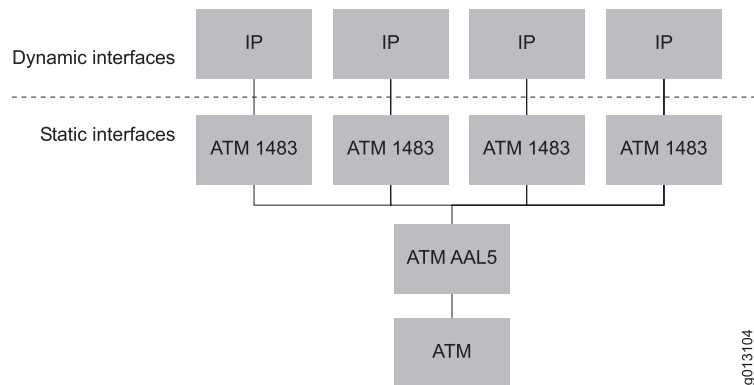 IP IP IP IP
Dynamic interfaces
Static interfaces
ATM 1483 ATM 1483 ATM 1483 ATM 1483
ATM AAL5
ATM
g013104